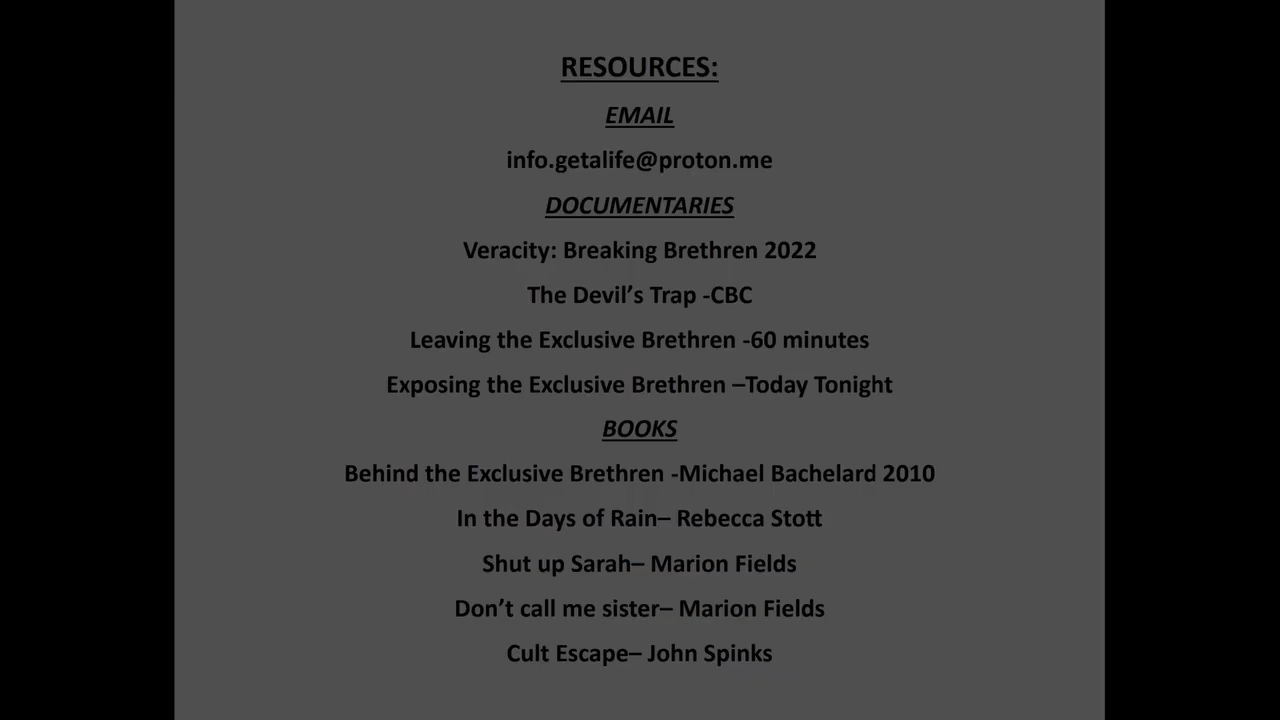 RESOURCES:
EMAIL
info.getalife@proton.me
DOCUMENTARIES
Veracity: Breaking Brethren 2022
The Devil’s Trap -CBC
Leaving the Exclusive Brethren -60 minutes
Exposing the Exclusive Brethren –Today Tonight
BOOKS
Behind the Exclusive Brethren -Michael Bachelard 2010
In the Days of Rain– Rebecca Stott
Shut up Sarah– Marion Fields
Don’t call me sister– Marion Fields
Cult Escape– John Spinks